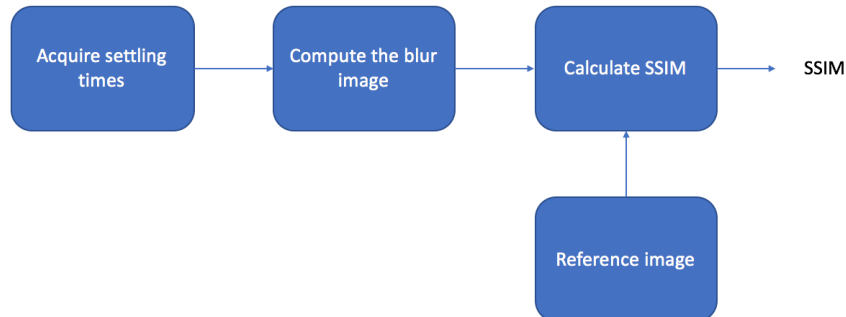 Acquire settling
times
Compute the blur
image
Calculate SSIM
SSIM
Reference image